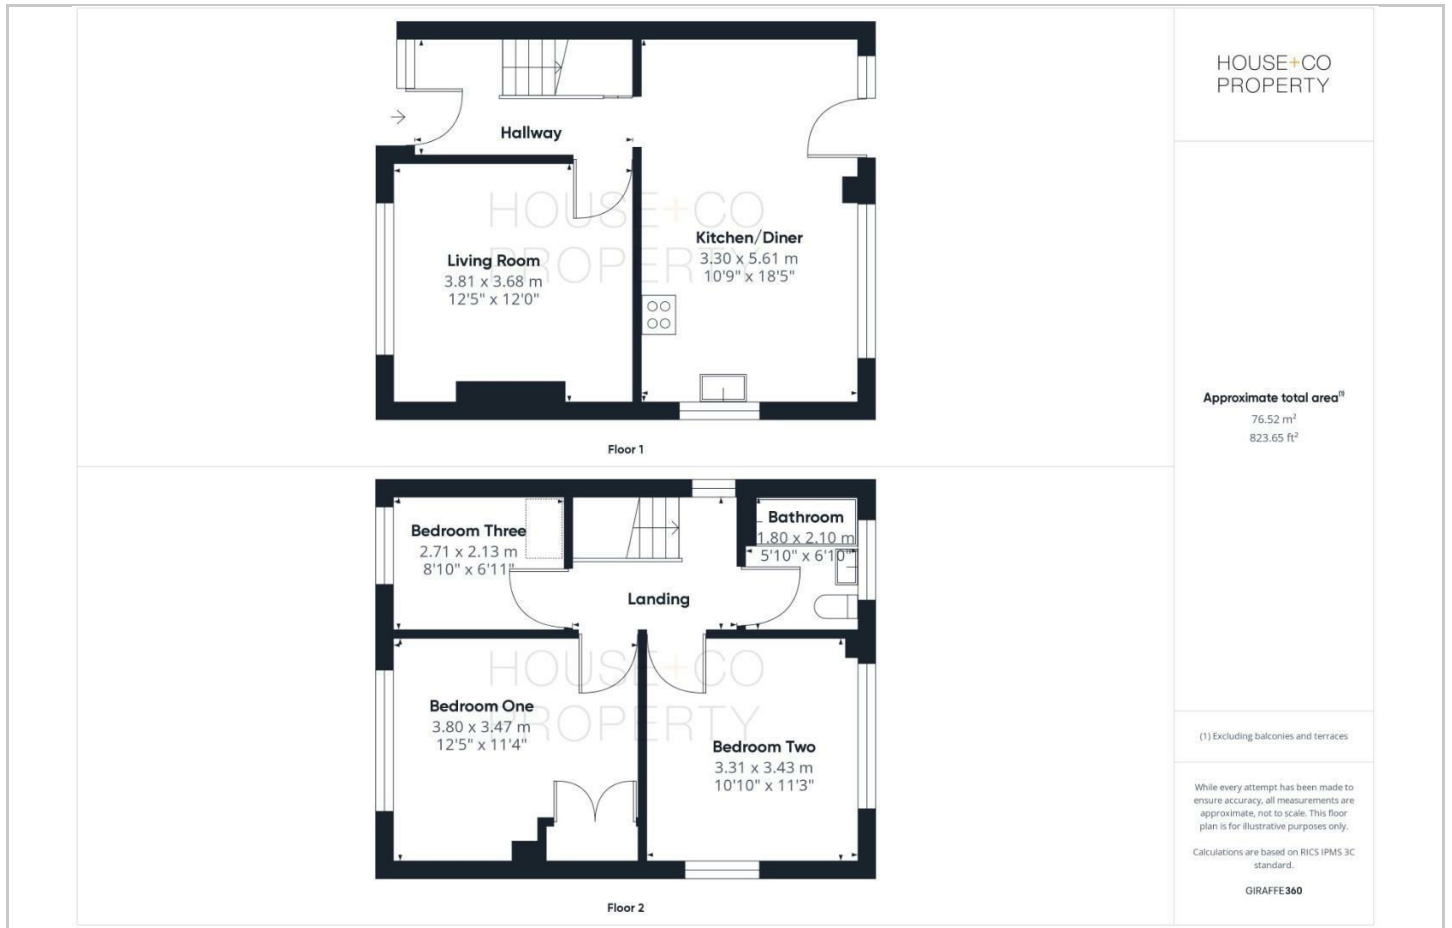 Hallway
HOUSE+CO
PROPERTY
Living Room
3.81 x 3.68 m
12'5" x 12'0"
Kitchen/Diner
3.30 x 5.61 m
10'9" x 18'5"
Floor 1
Bedroom Three
2.71 x 2.13 m
8'10" x 6'11"
Bathroom
1.80 x 2.10 m
5'10" x 6'10"
Landing
HOUSE+CO
PROPERTY
Bedroom One
3.80 x 3.47 m
12'5" x 11'4"
Bedroom Two
3.31 x 3.43 m
10'10" x 11'3"
Floor 2
HOUSE+CO
PROPERTY
Approximate total area⁽¹⁾
76.52 m²
823.65 ft²
(1) Excluding balconies and terraces
While every attempt has been made to
ensure accuracy, all measurements are
approximate, not to scale. This floor
plan is for illustrative purposes only.
Calculations are based on RICS IPMS 3C
standard.
GIRAFFE360